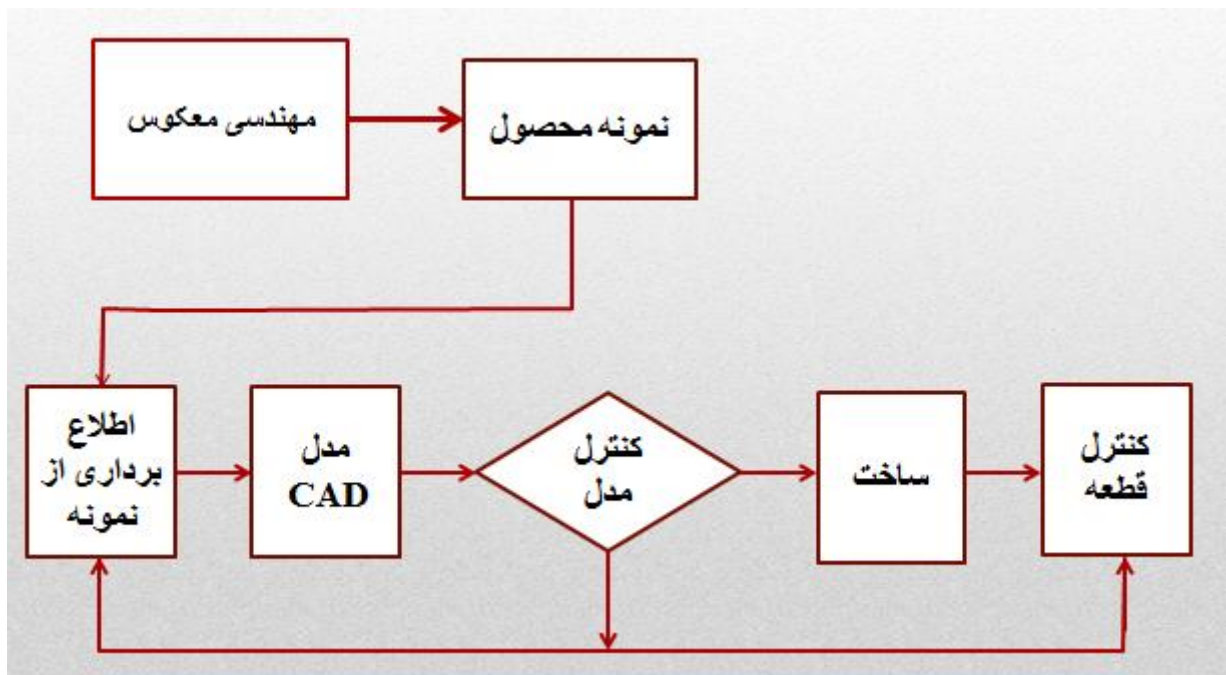 مهندسی معکوس
نمونه محصول
اطلاع
برداری از
نمونه
مدل
CAD
کنترل
مدل
ساخت
کنترل
قطعه